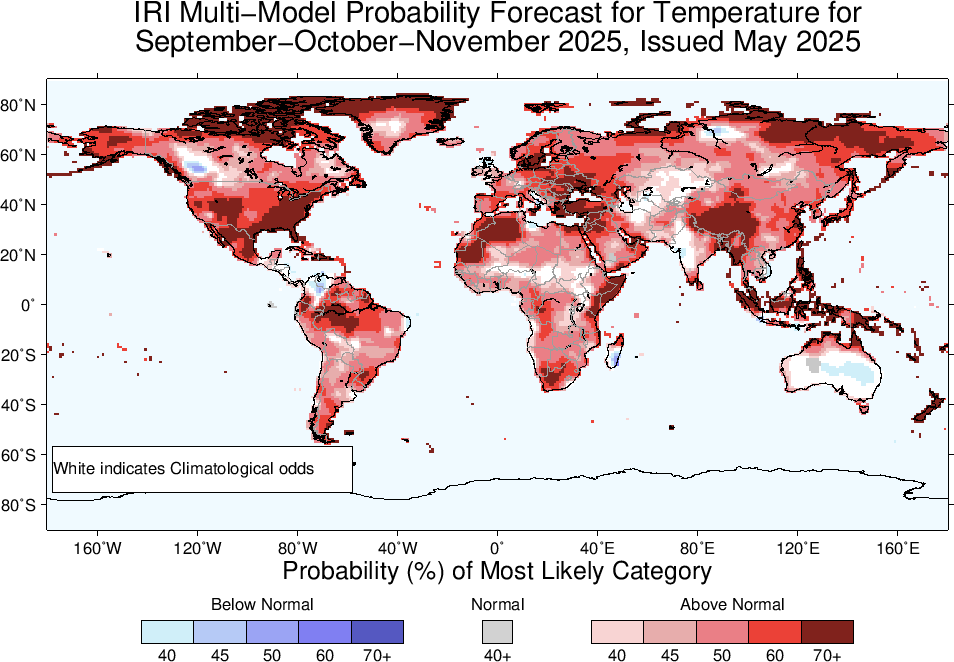 IRI Multi−Model Probability Forecast for Temperature for
September−October−November 2025, Issued May 2025
80˚N
60˚N
40˚N
20˚N
0˚
20˚S
40˚S
60˚S
80˚S
White indicates Climatological odds
160˚W 120˚W 80˚W 40˚W 0˚ 40˚E 80˚E 120˚E 160˚E
Probability (%) of Most Likely Category
Below Normal Normal Above Normal
40 45 50 60 70+ 40+ 40 45 50 60 70+